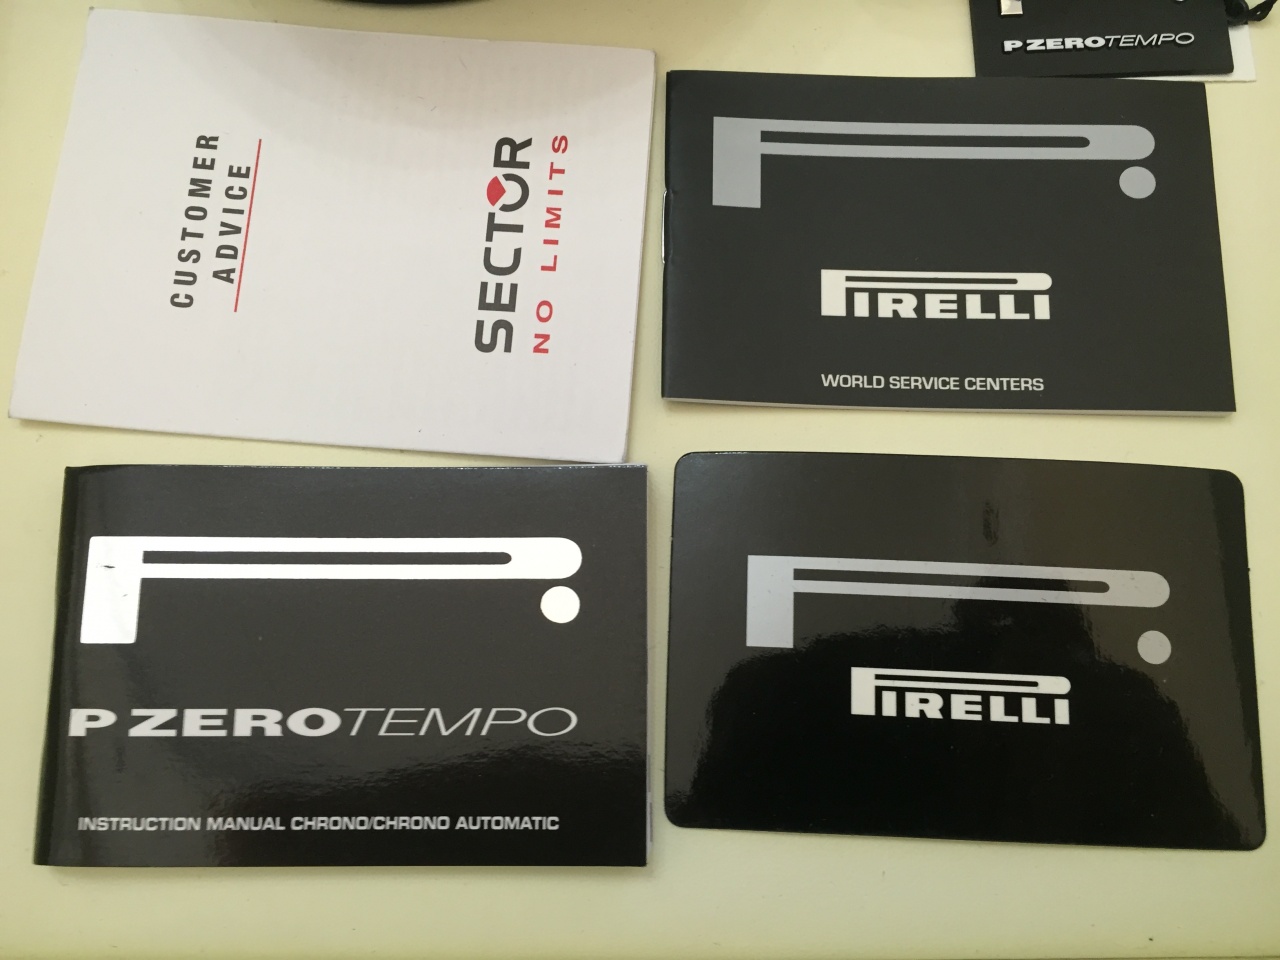 CUSTOMER
ADVICE
SECTOR
NO LIMITS
P ZEROTEMPO
PIRELLI
WORLD SERVICE CENTERS
P ZEROTEMPO
INSTRUCTION MANUAL CHRONO/CHRONO AUTOMATIC
PIRELLI